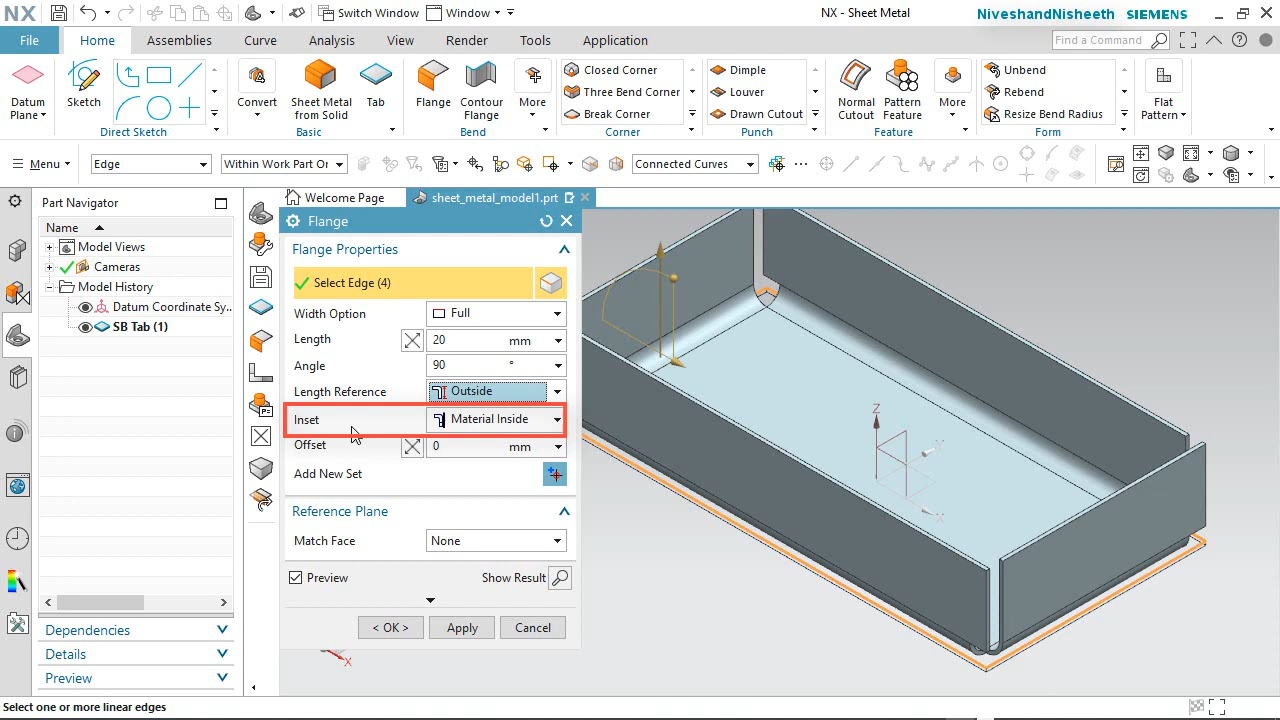 NX
Switch Window
Window
NX - Sheet Metal
NiveshandNisheeth
SIEMENS
File
Home
Assemblies
Curve
Analysis
View
Render
Tools
Application
Find a Command
Datum
Plane
Sketch
Direct Sketch
Convert
Sheet Metal
from Solid
Tab
Basic
Flange
Contour
Flange
More
Bend
Closed Corner
Three Bend Corner
Break Corner
Corner
Dimple
Louver
Drawn Cutout
Punch
Normal
Cutout
Pattern
Feature
More
Feature
Unbend
Rebend
Resize Bend Radius
Form
Flat
Pattern
Menu
Edge
Within Work Part On
Connected Curves
Part Navigator
Name
Model Views
Cameras
Model History
Datum Coordinate Sy...
SB Tab (1)
Dependencies
Details
Preview
Welcome Page
sheet_metal_model1.prt
Flange
Flange Properties
Select Edge (4)
Width Option
Full
Length
20
mm
Angle
90
°
Length Reference
Outside
Inset
Material Inside
Offset
0
mm
Add New Set
Reference Plane
Match Face
None
Preview
Show Result
< OK >
Apply
Cancel
Z
Y
X
X
Select one or more linear edges